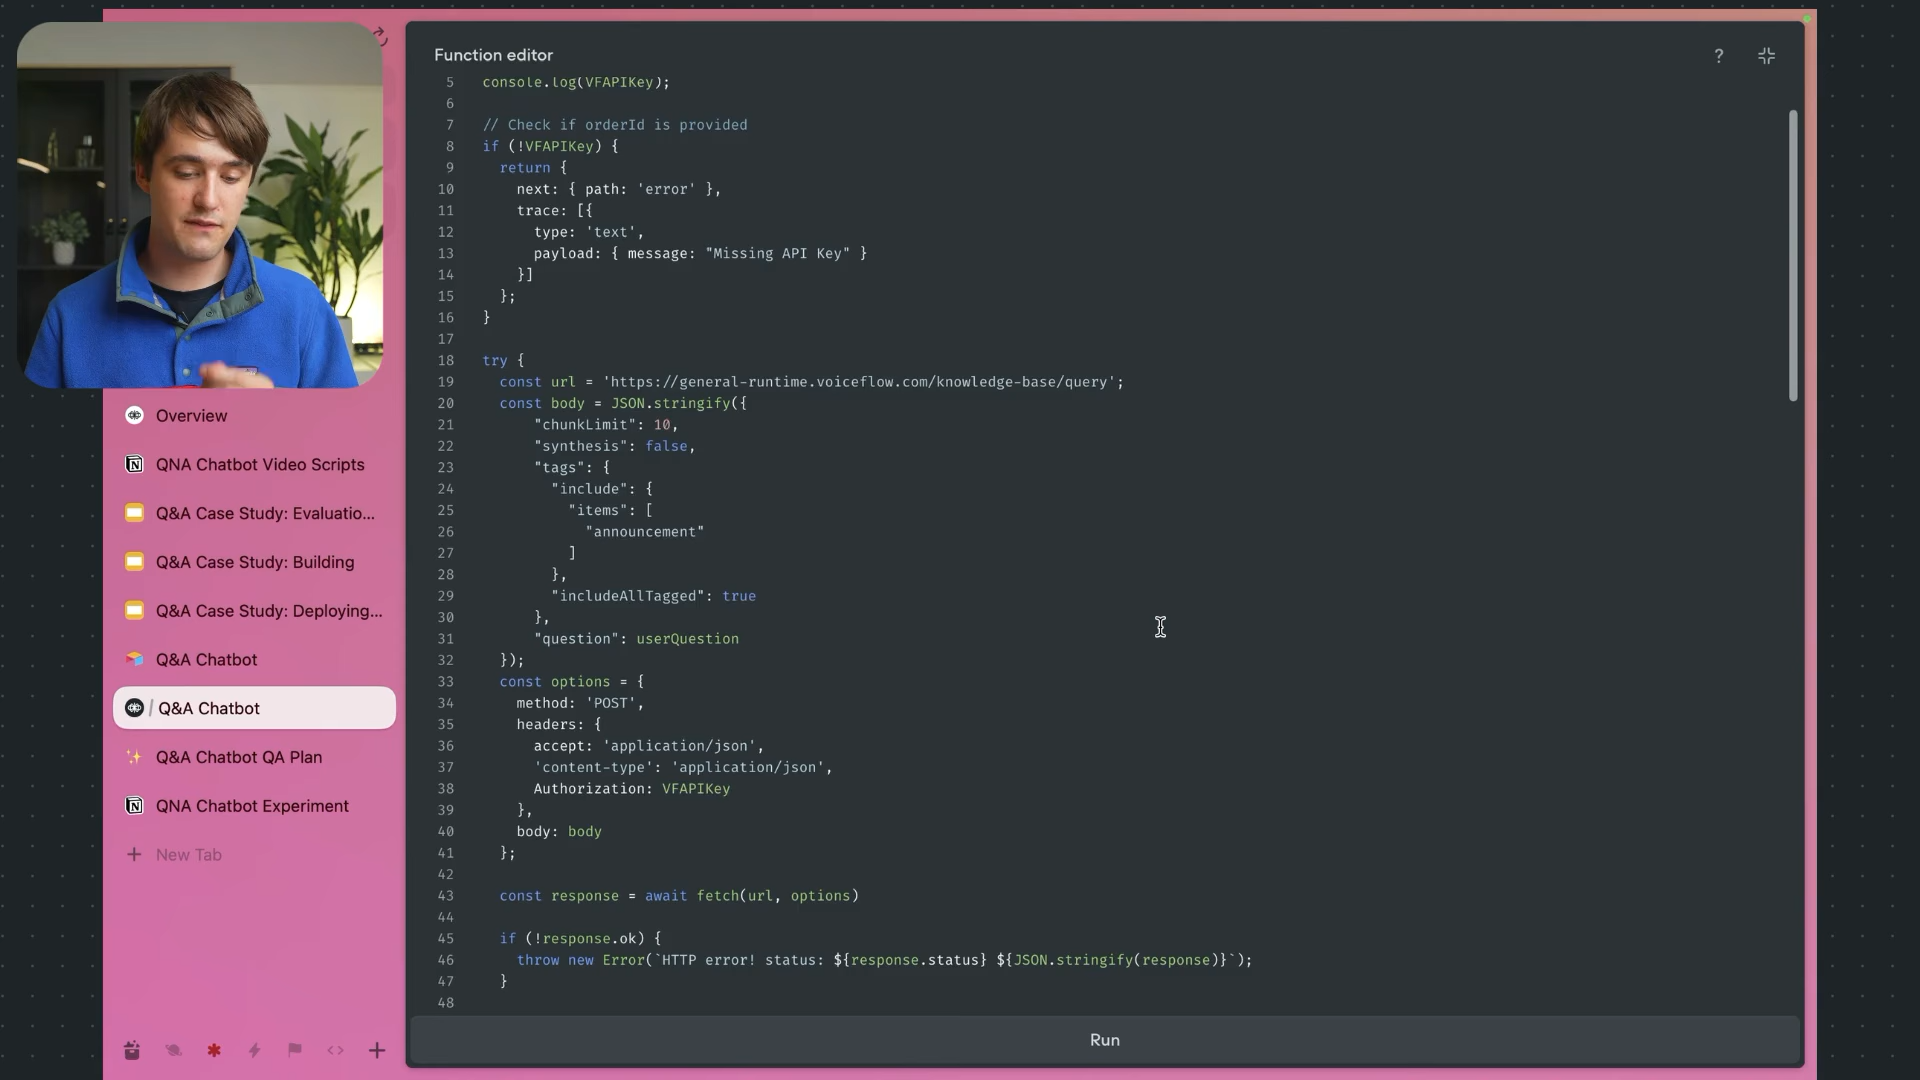 Function editor
?
5 console.log(VFAPIKey);
6
7 // Check if orderId is provided
8 if (!VFAPIKey) {
9 return {
10 next: { path: 'error' },
11 trace: [{
12 type: 'text',
13 payload: { message: "Missing API Key" }
14 }]
15 };
16 }
17
18 try {
19 const url = 'https://general-runtime.voiceflow.com/knowledge-base/query';
20 const body = JSON.stringify({
21 "chunkLimit": 10,
22 "synthesis": false,
23 "tags": {
24 "include": {
25 "items": [
26 "announcement"
27 ]
28 },
29 "includeAllTagged": true
30 },
31 "question": userQuestion
32 });
33 const options = {
34 method: 'POST',
35 headers: {
36 accept: 'application/json',
37 'content-type': 'application/json',
38 Authorization: VFAPIKey
39 },
40 body: body
41 };
42
43 const response = await fetch(url, options)
44
45 if (!response.ok) {
46 throw new Error(`HTTP error! status: ${response.status} ${JSON.stringify(response)}`);
47 }
48
Run
Overview
QNA Chatbot Video Scripts
Q&A Case Study: Evaluatio...
Q&A Case Study: Building
Q&A Case Study: Deploying...
Q&A Chatbot
/ Q&A Chatbot
Q&A Chatbot QA Plan
QNA Chatbot Experiment
+ New Tab